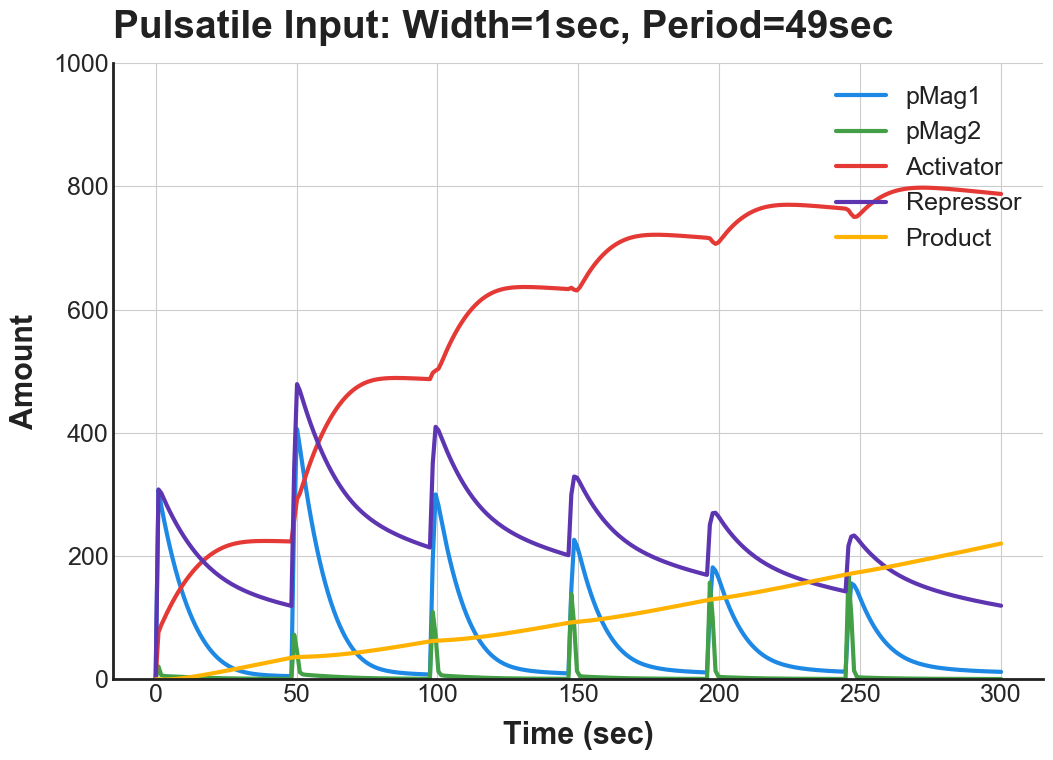 Pulsatile Input: Width=1sec, Period=49sec
1000
800
600
400
200
0
Amount
pMag1
pMag2
Activator
Repressor
Product
0 50 100 150 200 250 300
Time (sec)